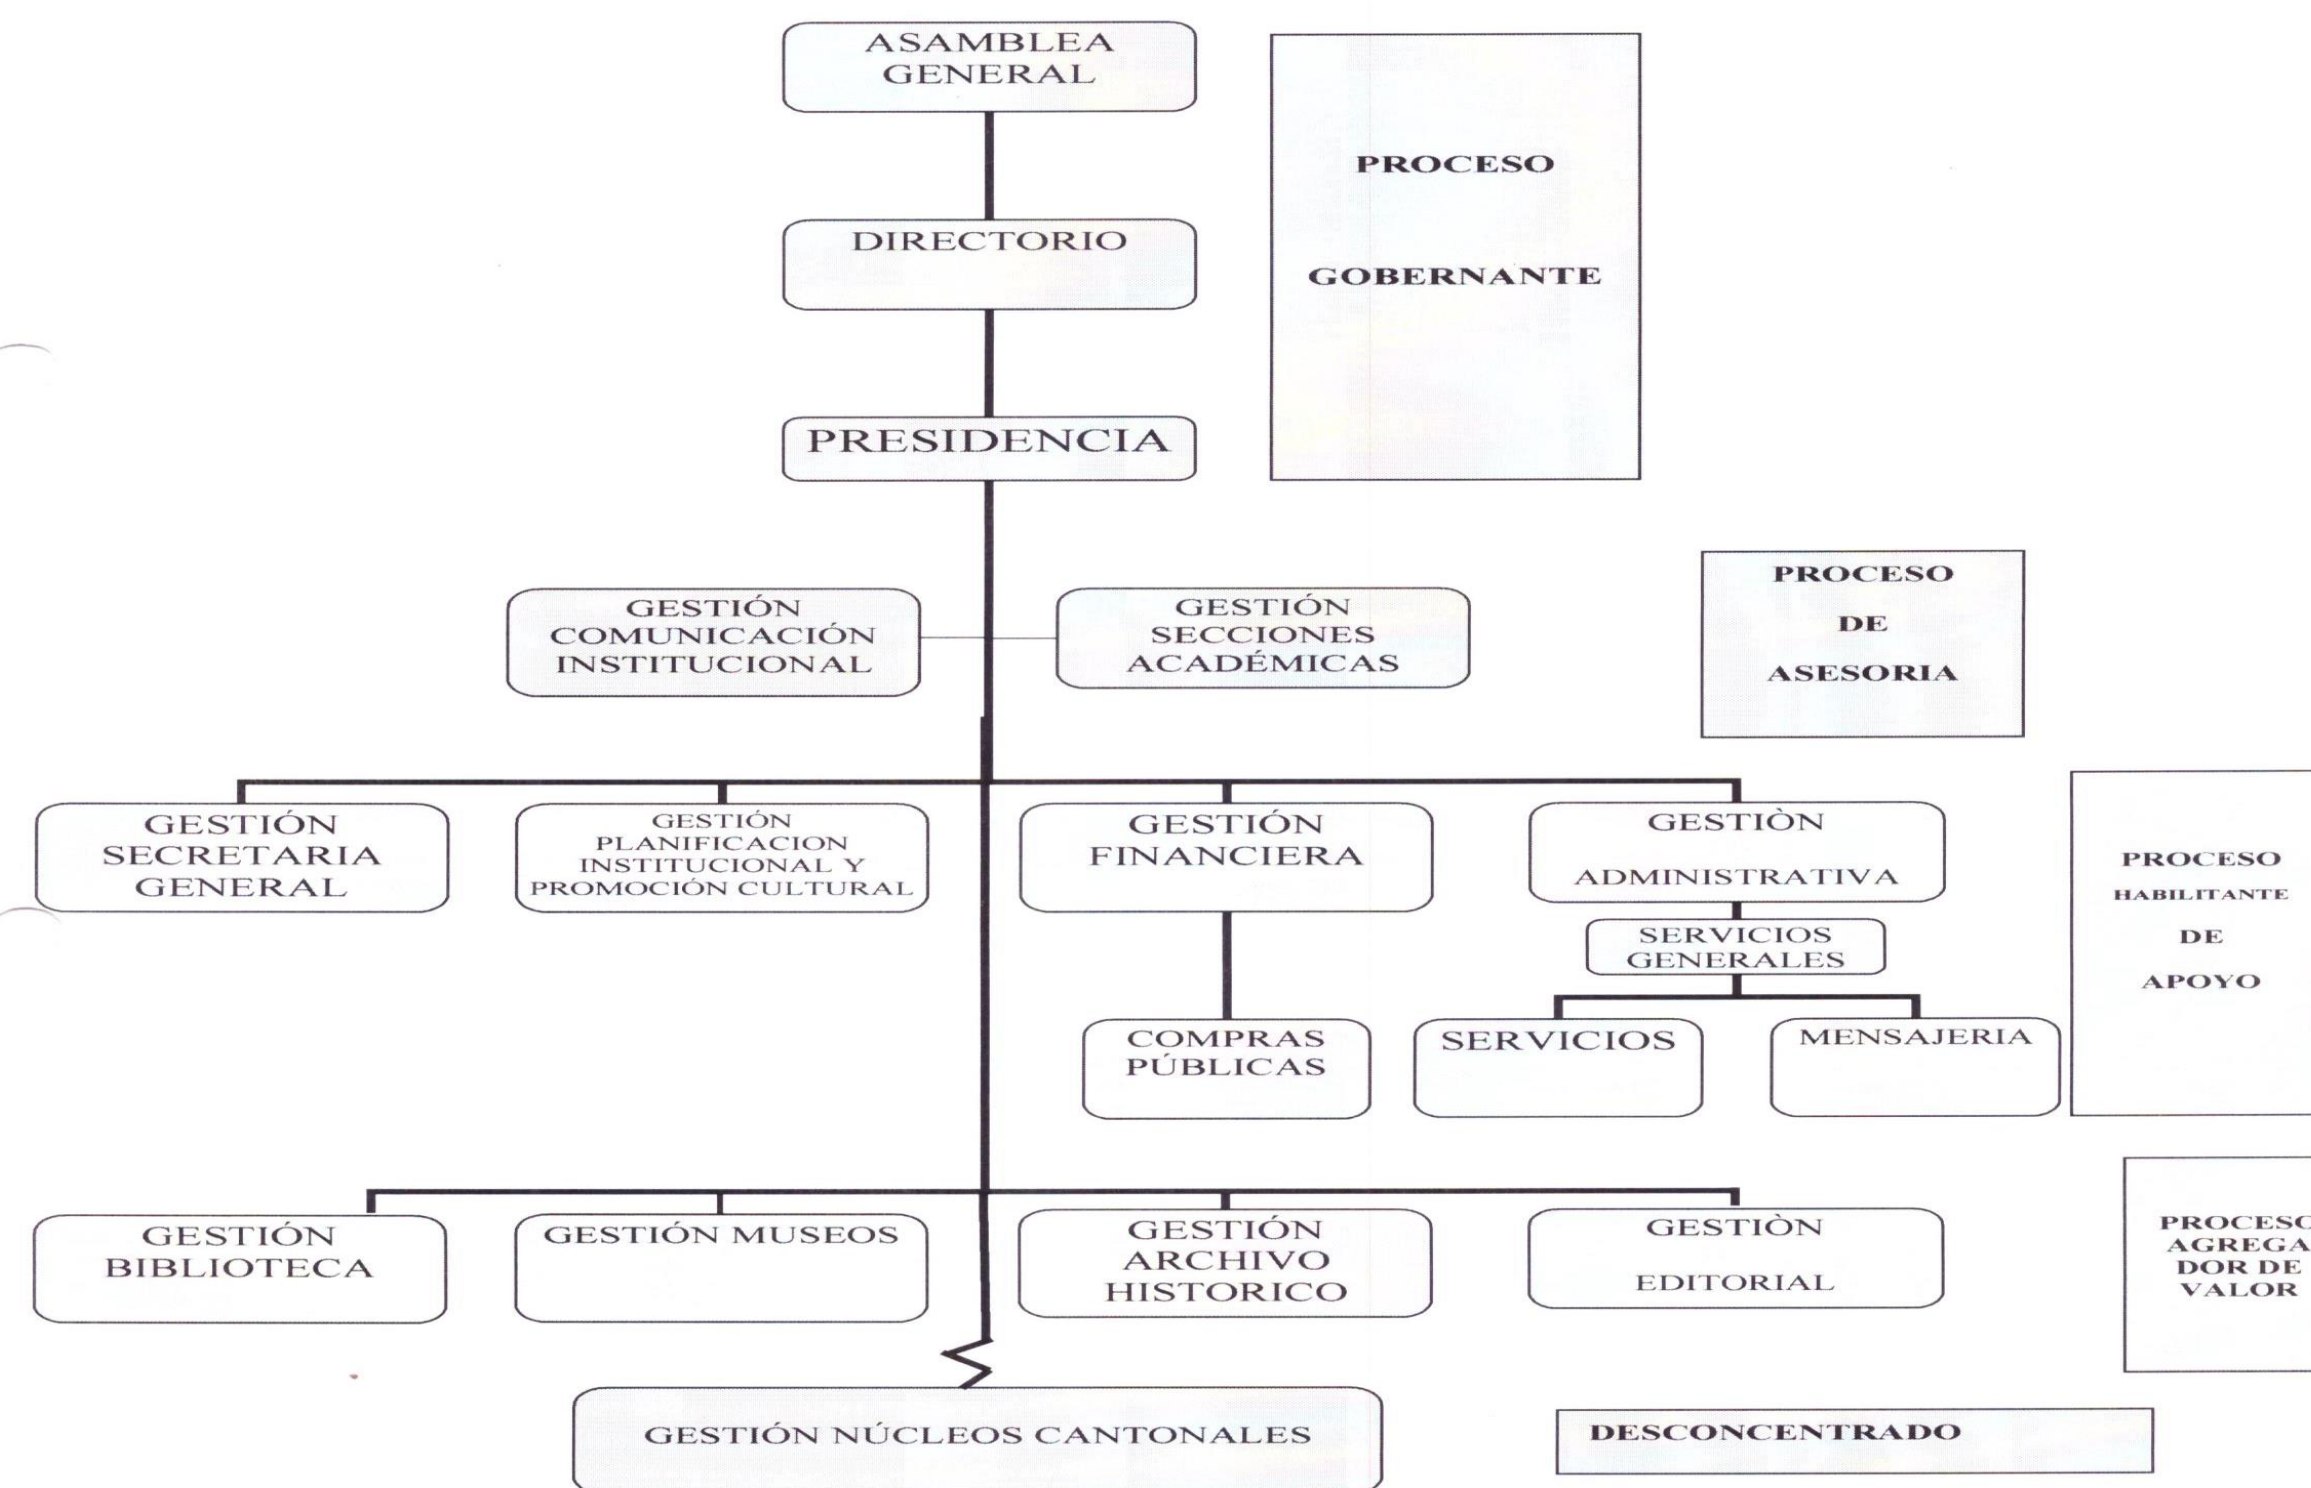 ASAMBLEA
GENERAL
PROCESO
GOBERNANTE
DIRECTORIO
PRESIDENCIA
GESTIÓN
COMUNICACIÓN
INSTITUCIONAL
GESTIÓN
SECCIONES
ACADÉMICAS
PROCESO
DE
ASESORIA
GESTIÓN
SECRETARIA
GENERAL
GESTIÓN
PLANIFICACION
INSTITUCIONAL Y
PROMOCIÓN CULTURAL
GESTIÓN
FINANCIERA
GESTIÒN
ADMINISTRATIVA
SERVICIOS
GENERALES
COMPRAS
PÚBLICAS
SERVICIOS
MENSAJERIA
PROCESO
HABILITANTE
DE
APOYO
GESTIÓN
BIBLIOTECA
GESTIÓN MUSEOS
GESTIÓN
ARCHIVO
HISTORICO
GESTIÒN
EDITORIAL
PROCESO
AGREGA
DOR DE
VALOR
GESTIÓN NÚCLEOS CANTONALES
DESCONCENTRADO